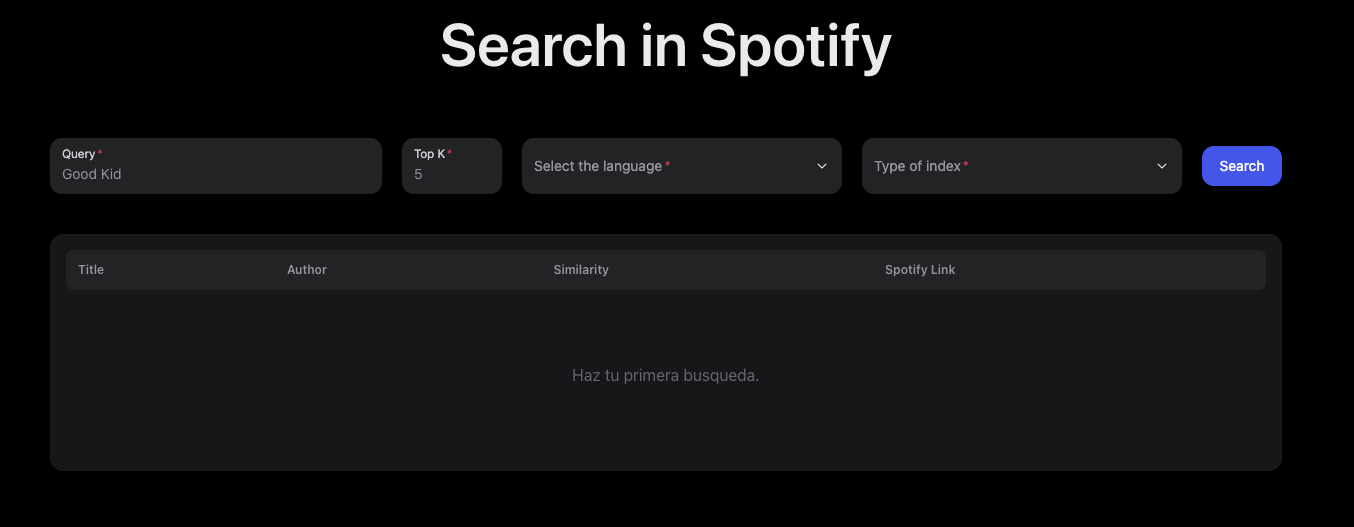 Search in Spotify
Query*
Good Kid
Top K*
5
Select the language*
Type of index*
Search
Title Author Similarity Spotify Link
Haz tu primera busqueda.